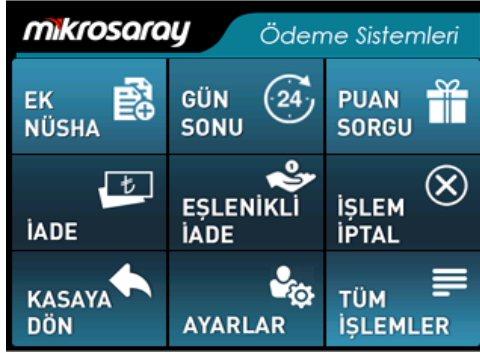 mikrosaray
Ödeme Sistemleri
EK
NÜSHA
GÜN
SONU
24
PUAN
SORGU
₺
İADE
EŞLENİKLİ
İADE
İŞLEM
İPTAL
KASAYA
DÖN
AYARLAR
TÜM
İŞLEMLER